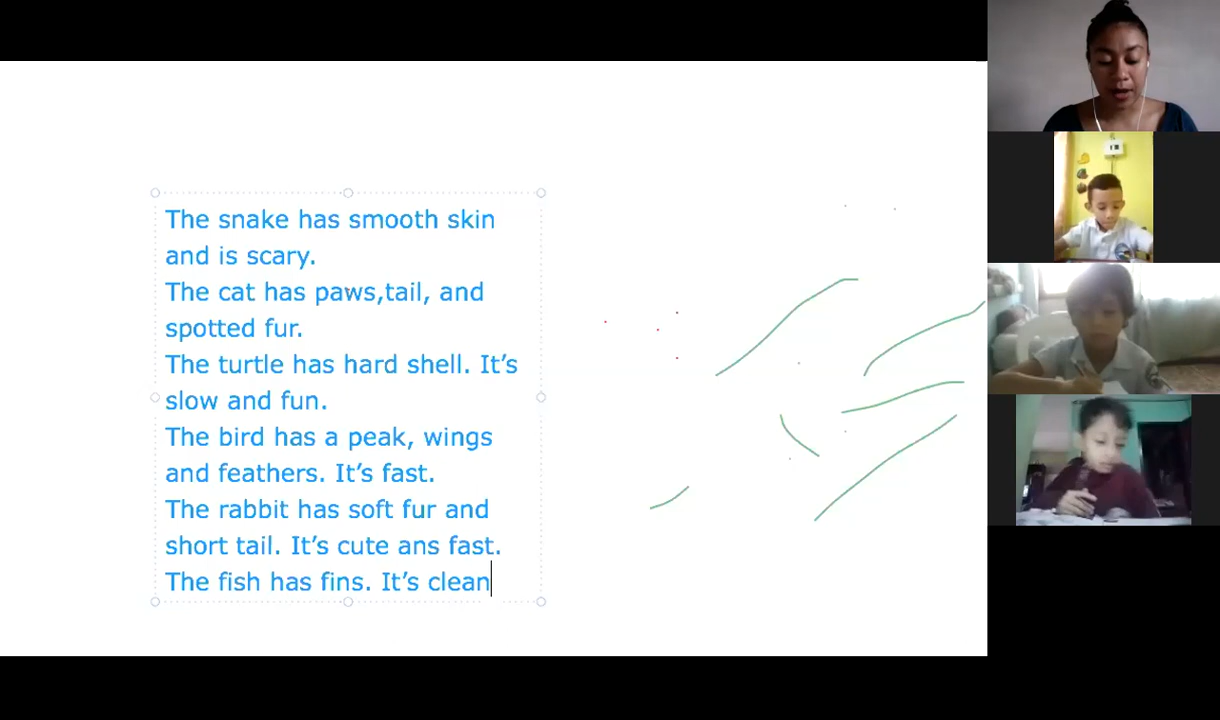 The snake has smooth skin
and is scary.
The cat has paws,tail, and
spotted fur.
The turtle has hard shell. It's
slow and fun.
The bird has a peak, wings
and feathers. It's fast.
The rabbit has soft fur and
short tail. It's cute ans fast.
The fish has fins. It's clean